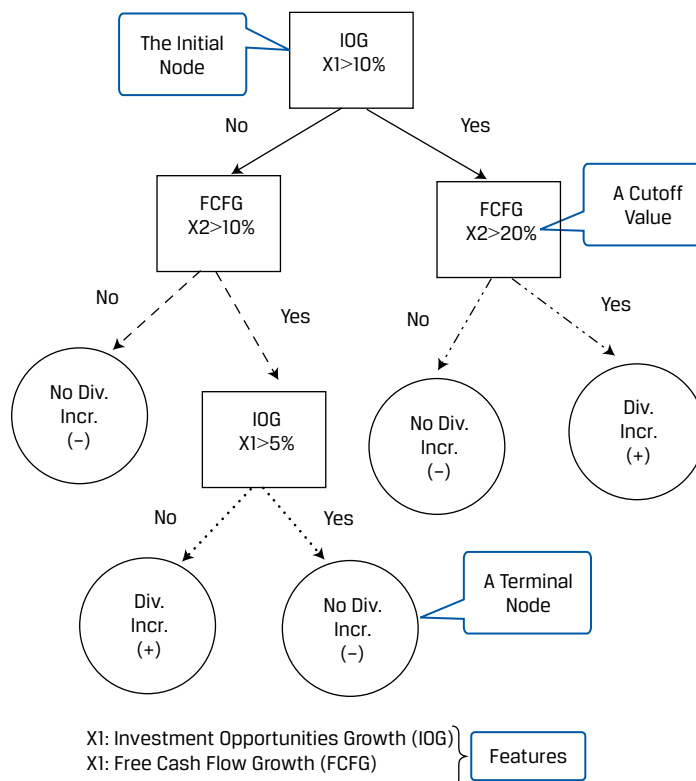 The Initial
Node
IOG
X1>10%
No
Yes
FCFG
X2>10%
FCFG
X2>20%
A Cutoff
Value
No
Yes
No
Yes
No Div.
Incr.
(–)
IOG
X1>5%
No Div.
Incr.
(–)
Div.
Incr.
(+)
No
Yes
Div.
Incr.
(+)
No Div.
Incr.
(–)
A Terminal
Node
X1: Investment Opportunities Growth (IOG)
X1: Free Cash Flow Growth (FCFG)
Features